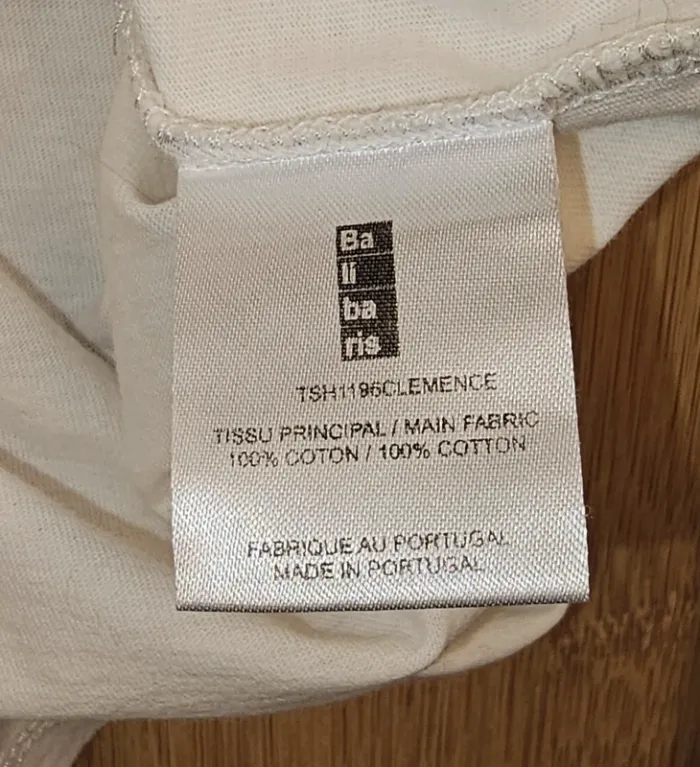 Ba
li
ba
ris
TSH1196CLEMENCE
TISSU PRINCIPAL / MAIN FABRIC
100% COTON / 100% COTTON
FABRIQUE AU PORTUGAL
MADE IN PORTUGAL